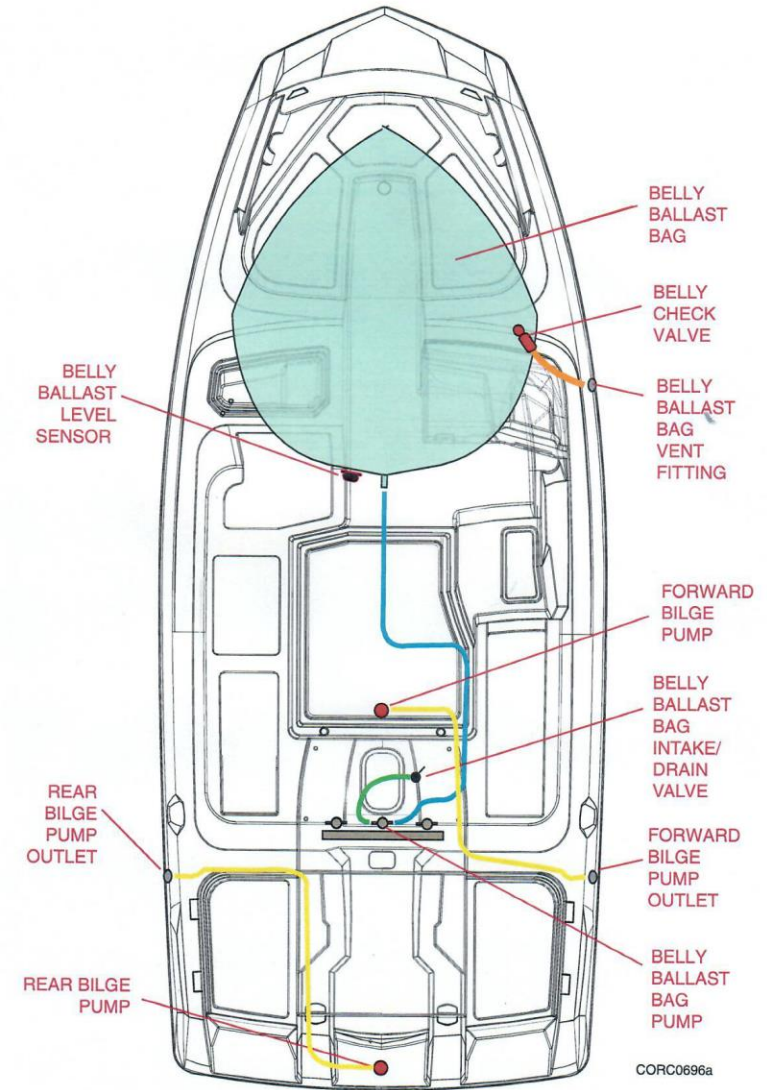 BELLY
BALLAST
BAG
BELLY
CHECK
VALVE
BELLY
BALLAST
LEVEL
SENSOR
BELLY
BALLAST
BAG
VENT
FITTING
FORWARD
BILGE
PUMP
BELLY
BALLAST
BAG
INTAKE/
DRAIN
VALVE
REAR
BILGE
PUMP
OUTLET
FORWARD
BILGE
PUMP
OUTLET
BELLY
BALLAST
BAG
PUMP
REAR BILGE
PUMP
CORC0696a